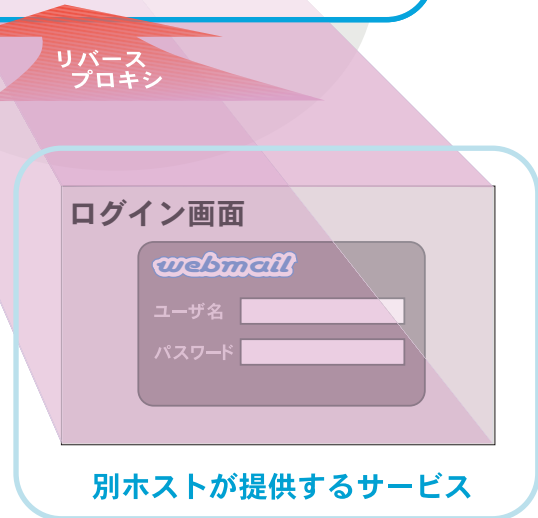 リバース
プロキシ
ログイン画面
webmail
ユーザ名
パスワード
別ホストが提供するサービス